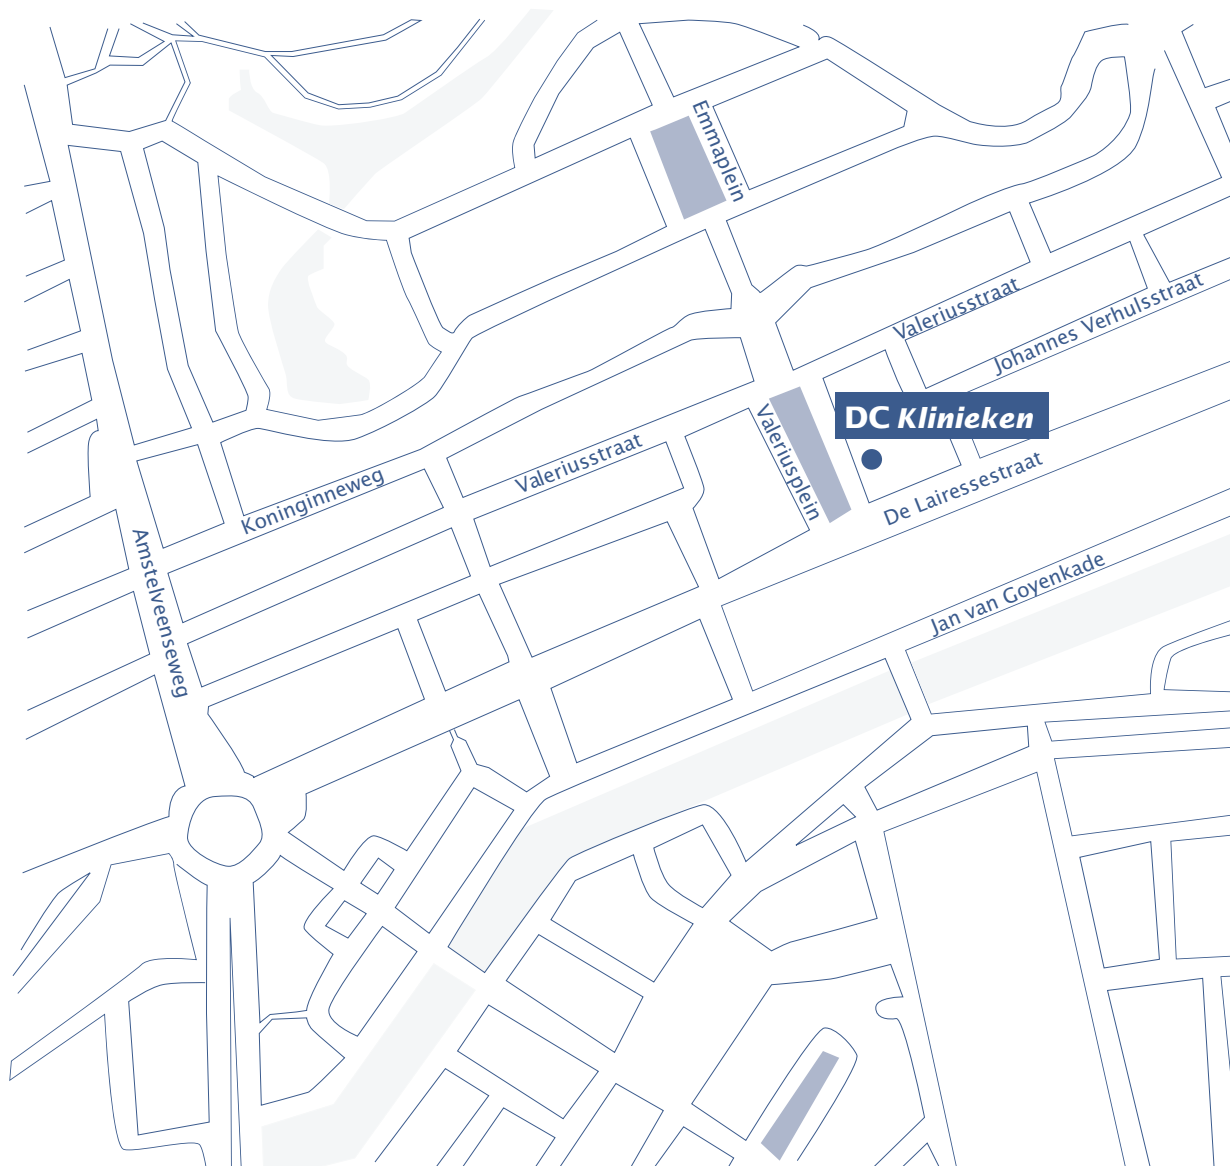 Emmaplein
Valeriusstraat
Johannes Verhulsstraat
DC Klinieken
Valeriusplein
Valeriusstraat
De Lairessestraat
Koninginneweg
Amstelveenseweg
Jan van Goyenkade